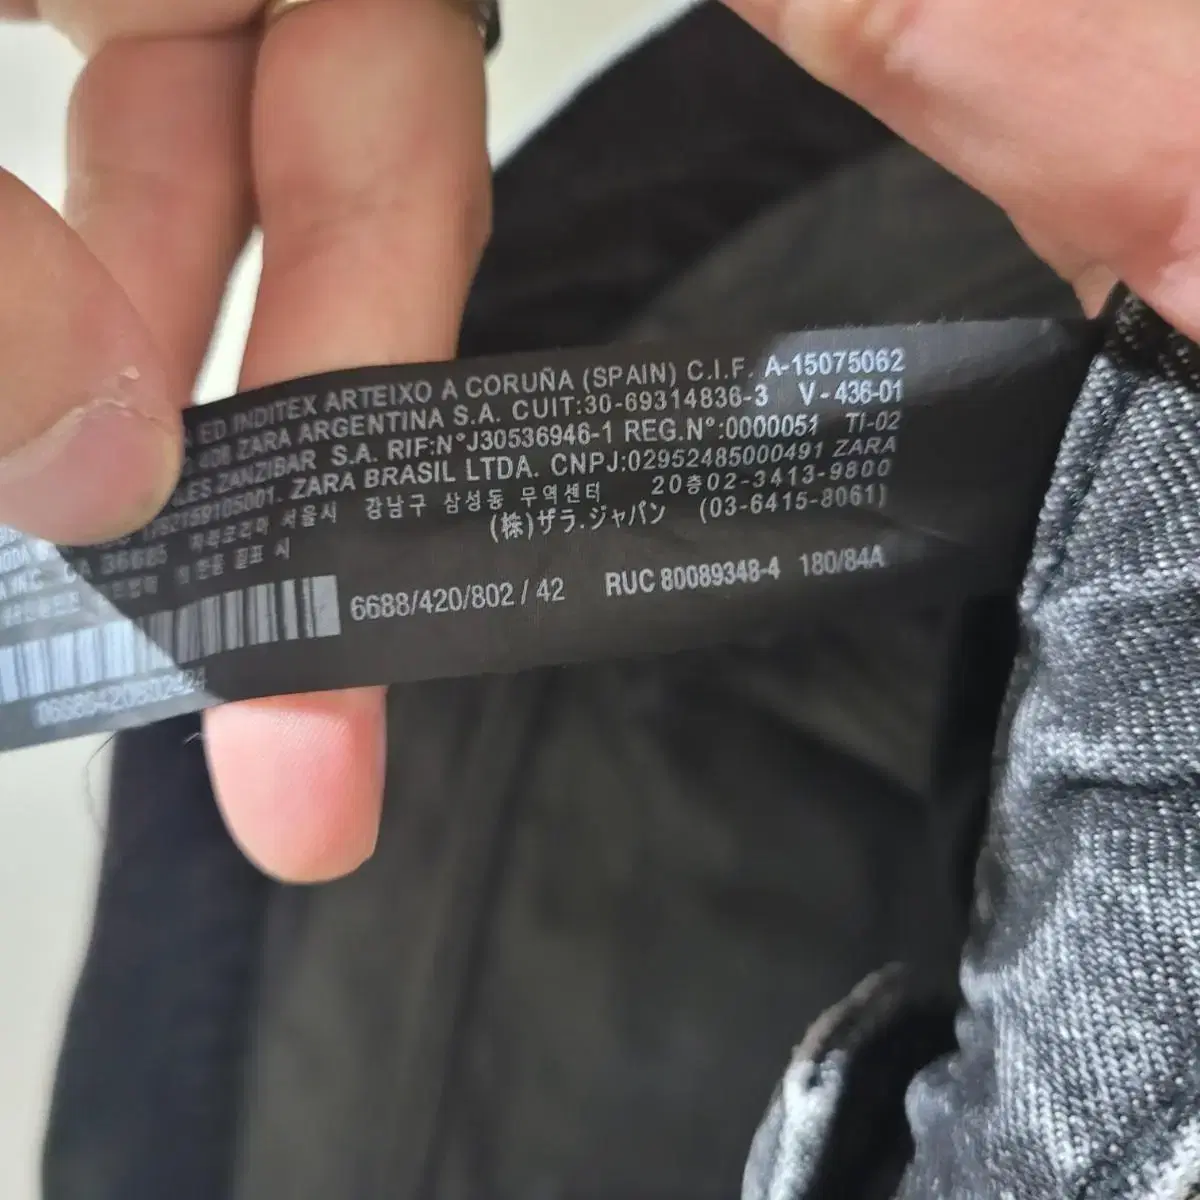 INDITEX ARTEIXO A CORUÑA (SPAIN) C.I.F. A-15075062
ZARA ARGENTINA S.A. CUIT:30-69314836-3 V-436-01
ZANZIBAR S.A. RIF:N°J30536946-1 REG.N°:0000051 TI-02
ZARA BRASIL LTDA. CNPJ:02952485000491 ZARA
서울시 강남구 삼성동 무역센터 20층02-3413-9800
(株)ザラ.ジャパン (03-6415-8061)
6688/420/802 / 42 RUC 80089348-4 180/84A